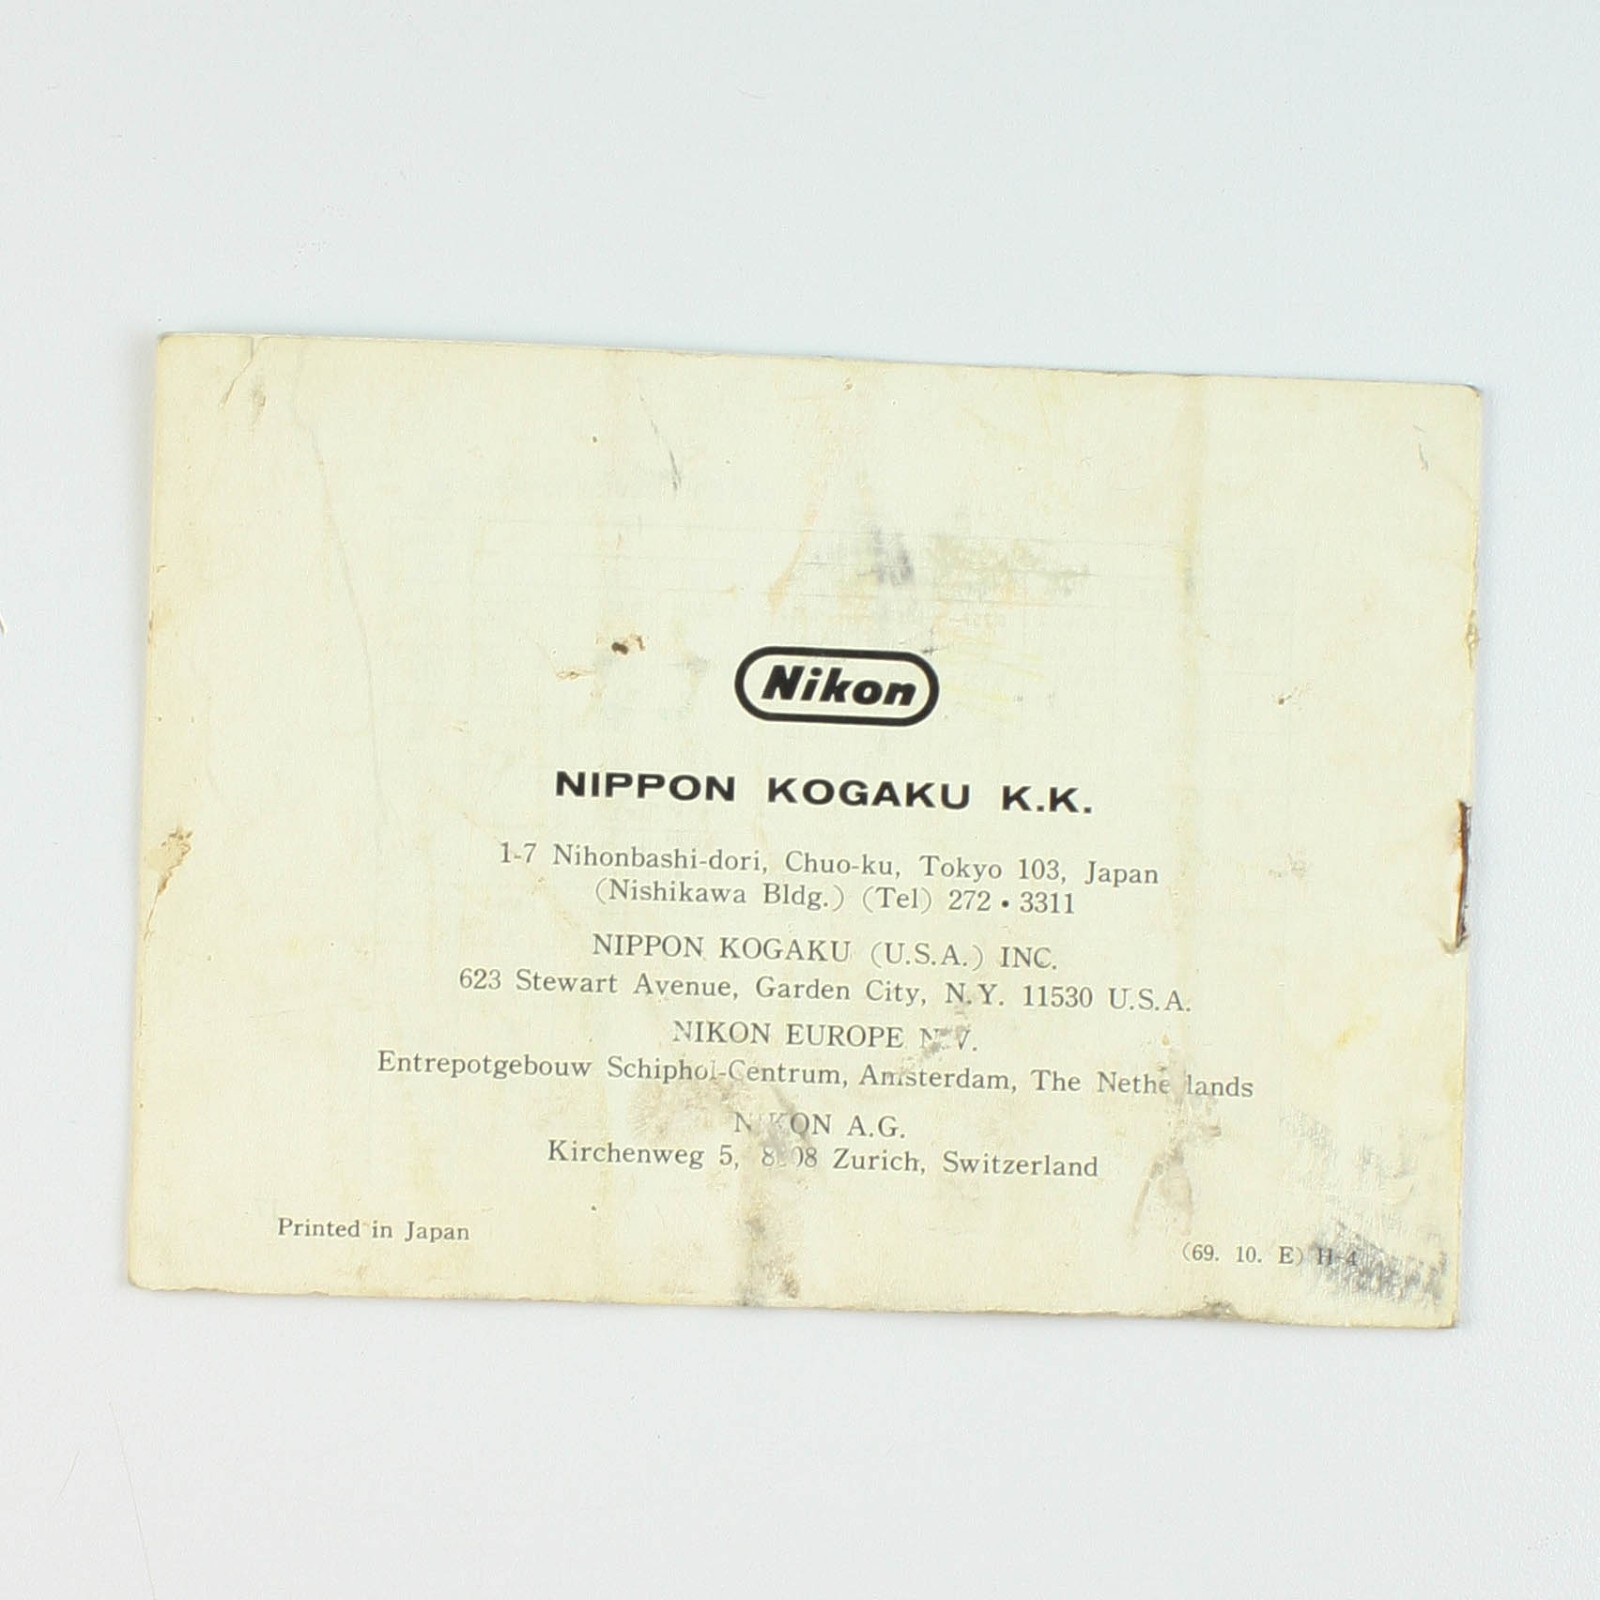 Nikon
NIPPON KOGAKU K.K.
1-7 Nihonbashi-dori, Chuo-ku, Tokyo 103, Japan
(Nishikawa Bldg.) (Tel) 272・3311
NIPPON KOGAKU (U.S.A.) INC.
623 Stewart Avenue, Garden City, N.Y. 11530 U.S.A.
NIKON EUROPE N.V.
Entrepotgebouw Schiphol-Centrum, Amsterdam, The Netherlands
NIKON A.G.
Kirchenweg 5, Zurich, Switzerland
Printed in Japan
(69. 10. E) H-4